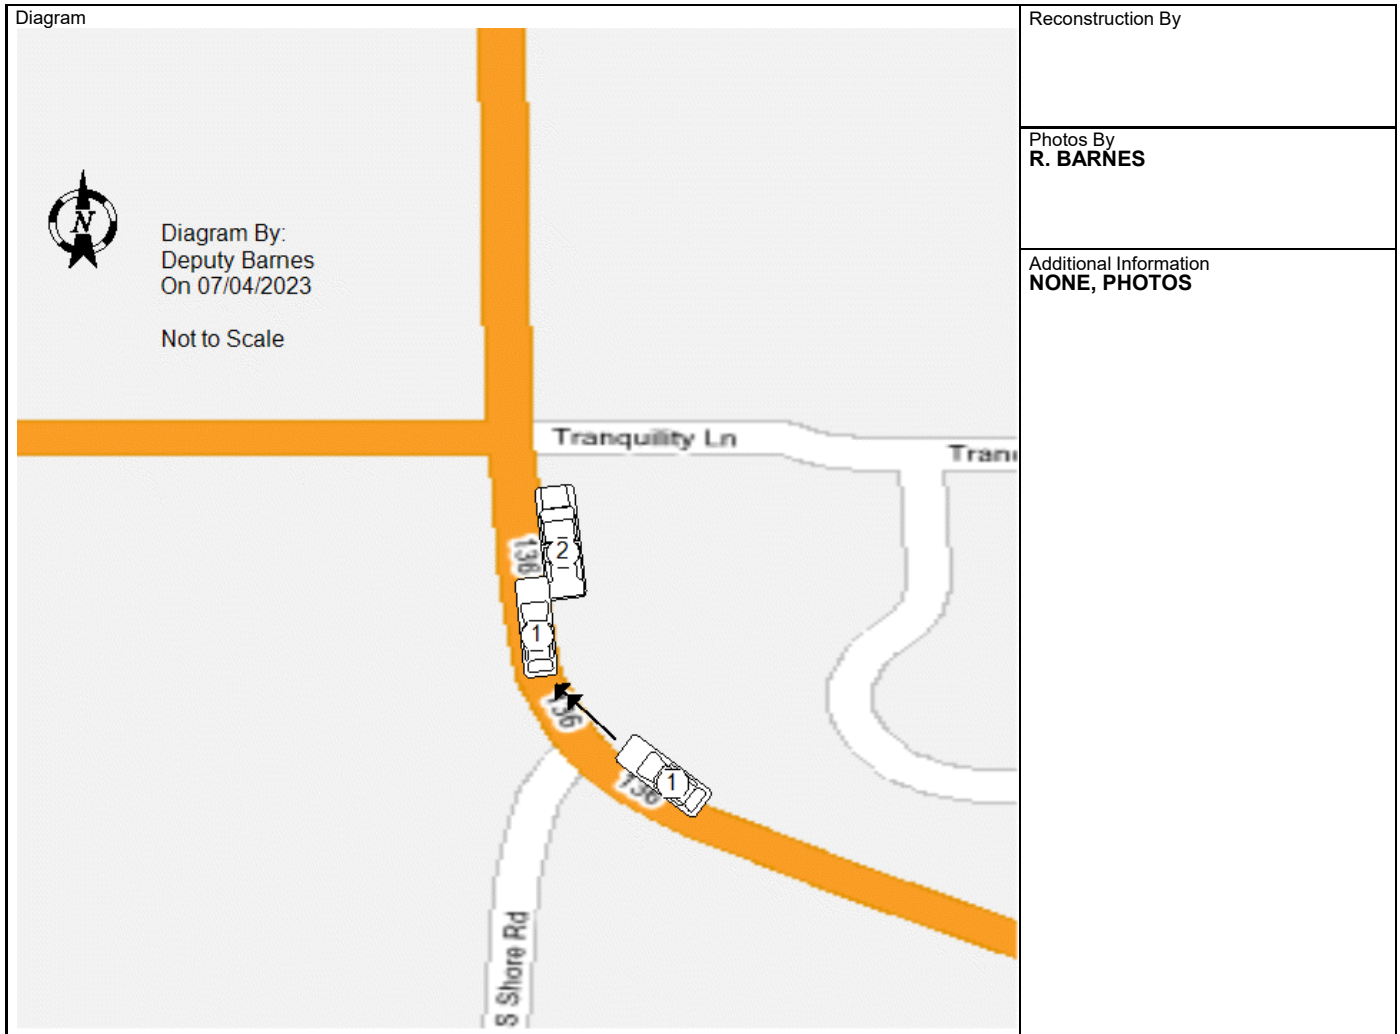 Diagram
N
Diagram By:
Deputy Barnes
On 07/04/2023
Not to Scale
Tranquility Ln
Tran
136
2
1
136
1
136
S Shore Rd
Reconstruction By
Photos By
R. BARNES
Additional Information
NONE, PHOTOS